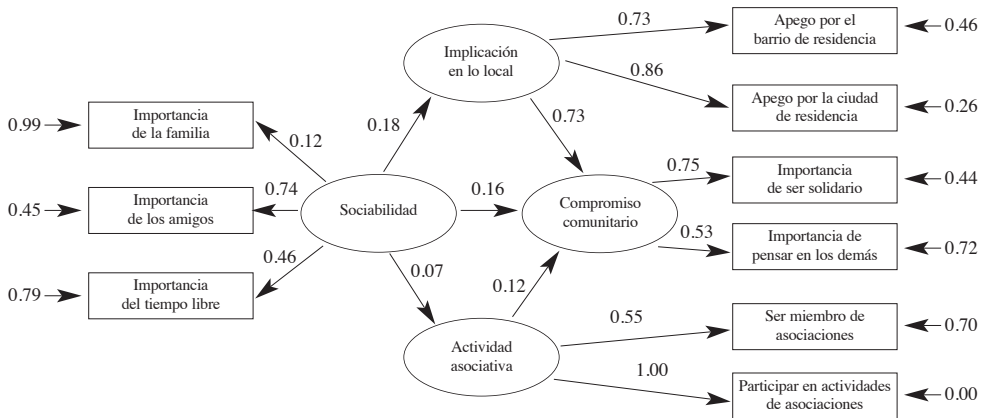 0.73
Apego por el
barrio de residencia
0.46
Implicación
en lo local
0.86
Apego por la ciudad
de residencia
0.26
0.99
Importancia
de la familia
0.12
0.18
0.73
0.75
Importancia
de ser solidario
0.44
0.45
Importancia
de los amigos
0.74
Sociabilidad
0.16
Compromiso
comunitario
0.53
Importancia de
pensar en los demás
0.72
0.79
Importancia
del tiempo libre
0.46
0.07
0.12
Actividad
asociativa
0.55
Ser miembro de
asociaciones
0.70
1.00
Participar en actividades
de asociaciones
0.00